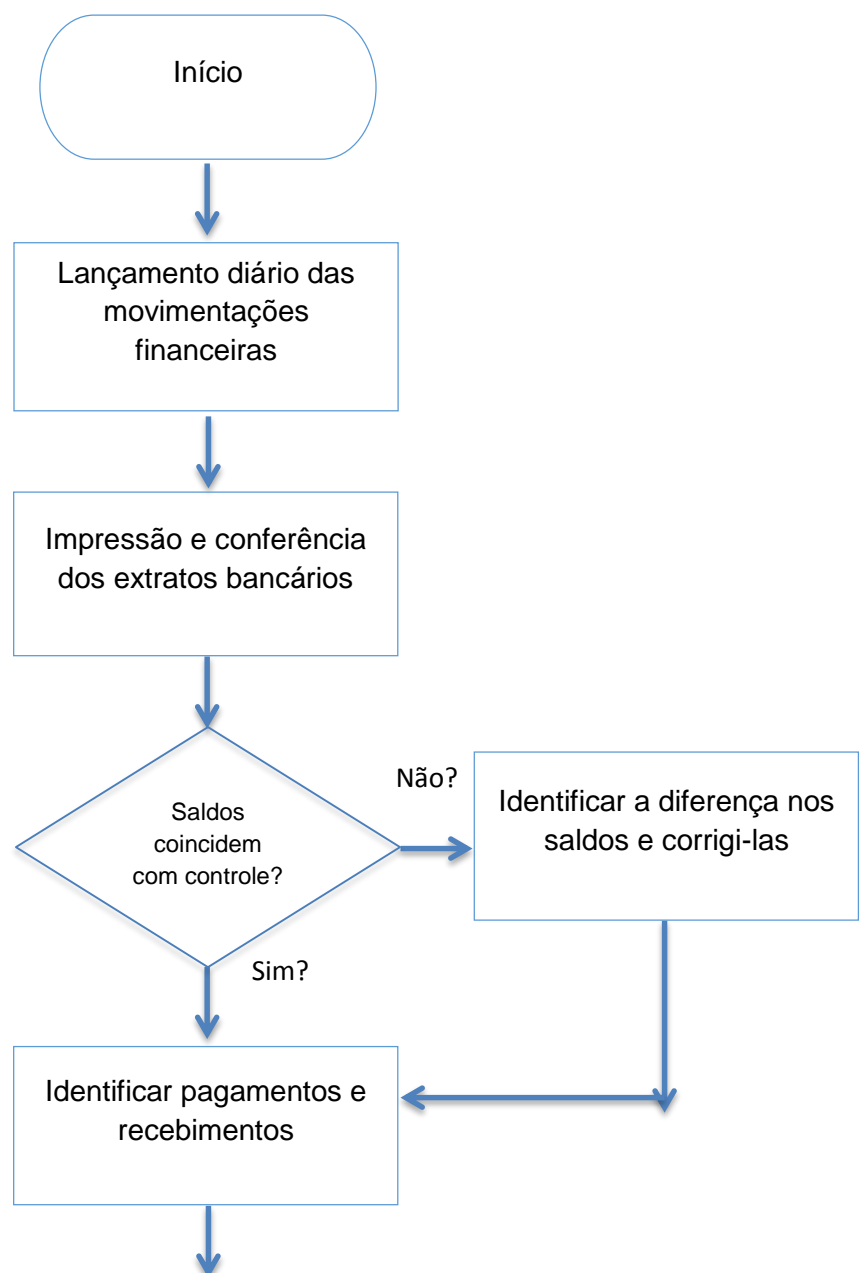 Início
Lançamento diário das
movimentações
financeiras
Impressão e conferência
dos extratos bancários
Saldos
coincidem
com controle?
Não?
Identificar a diferença nos
saldos e corrigi-las
Sim?
Identificar pagamentos e
recebimentos